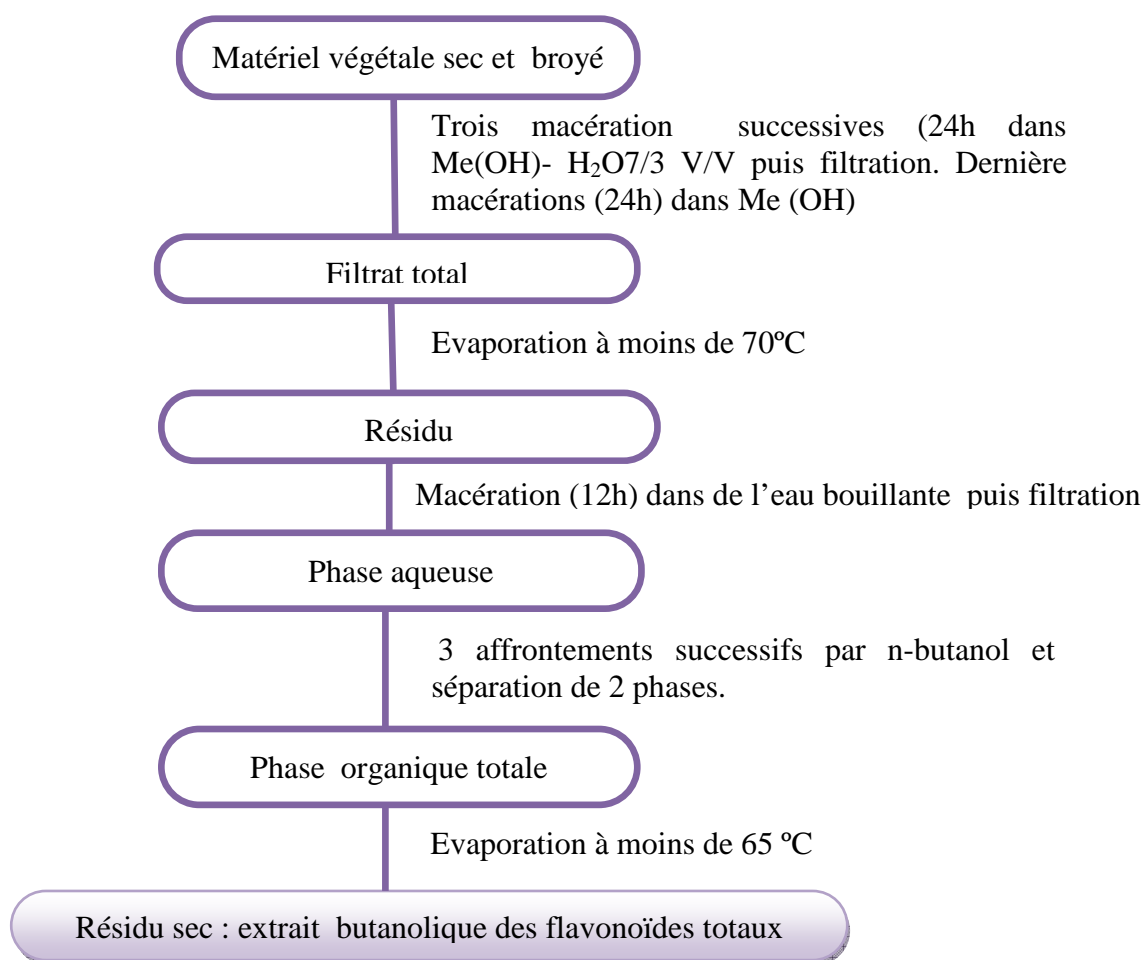 Matériel végétale sec et broyé
Trois macération successives (24h dans
Me(OH)- H₂O7/3 V/V puis filtration. Dernière
macérations (24h) dans Me (OH)
Filtrat total
Evaporation à moins de 70ºC
Résidu
Macération (12h) dans de l’eau bouillante puis filtration
Phase aqueuse
3 affrontements successifs par n-butanol et
séparation de 2 phases.
Phase organique totale
Evaporation à moins de 65 ºC
Résidu sec : extrait butanolique des flavonoïdes totaux